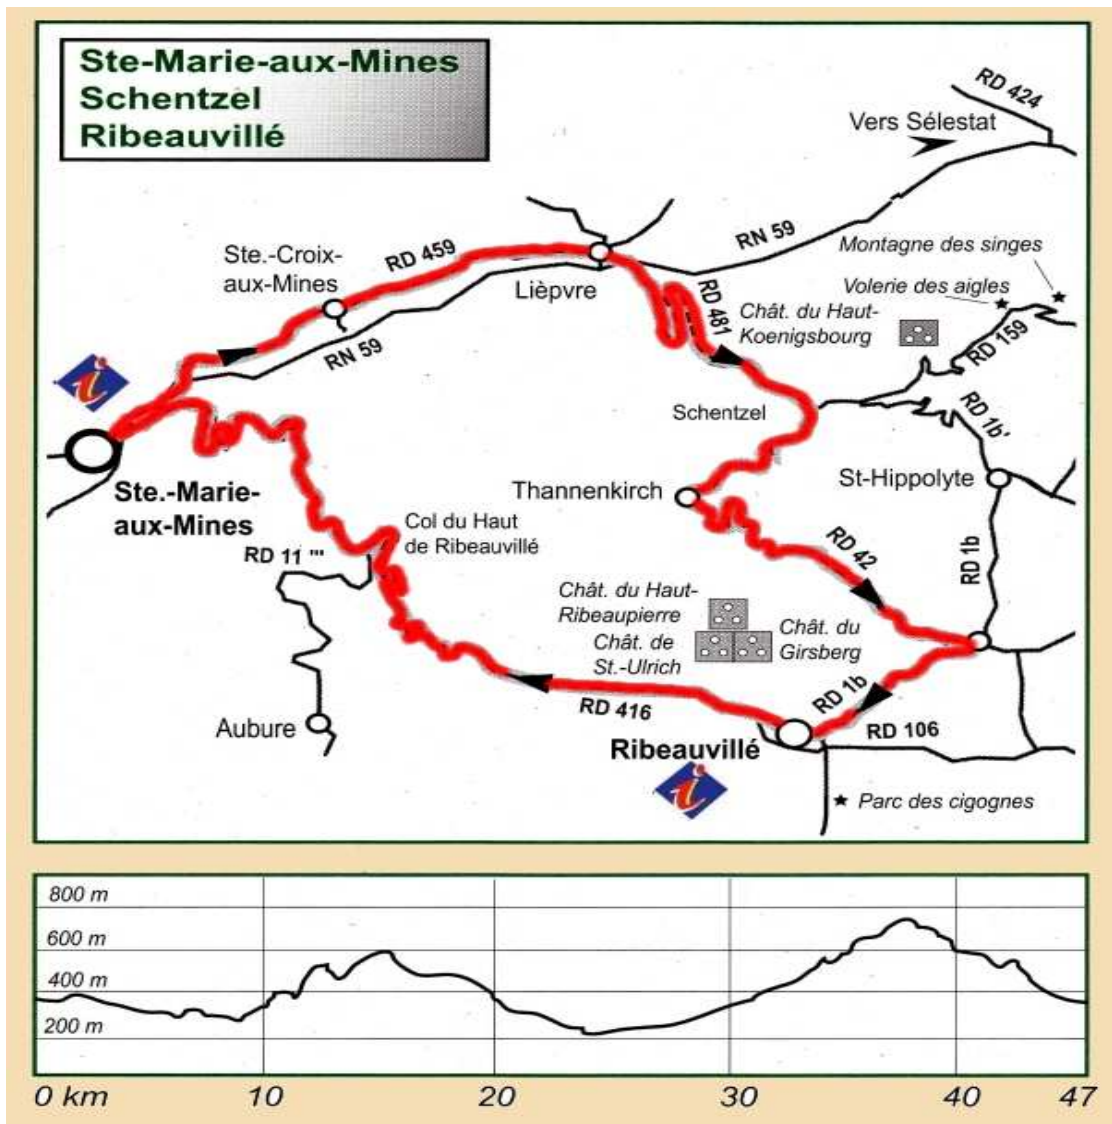 Ste-Marie-aux-Mines
Schentzel
Ribeauvillé
RD 424
Vers Sélestat
RN 59
Montagne des singes
Volerie des aigles
Ste.-Croix-
aux-Mines
RD 459
Lièpvre
RD 481
Chât. du Haut-
Koenigsbourg
RD 159
RN 59
i
Schentzel
RD 1b'
Ste.-Marie-
aux-Mines
Thannenkirch
St-Hippolyte
Col du Haut
de Ribeauvillé
RD 11 '''
RD 42
RD 1b
Chât. du Haut-
Ribeaupierre
Chât. de
St.-Ulrich
Chât. du
Girsberg
RD 1b
RD 416
Aubure
Ribeauvillé
RD 106
i
Parc des cigognes
800 m
600 m
400 m
200 m
0 km 10 20 30 40 47